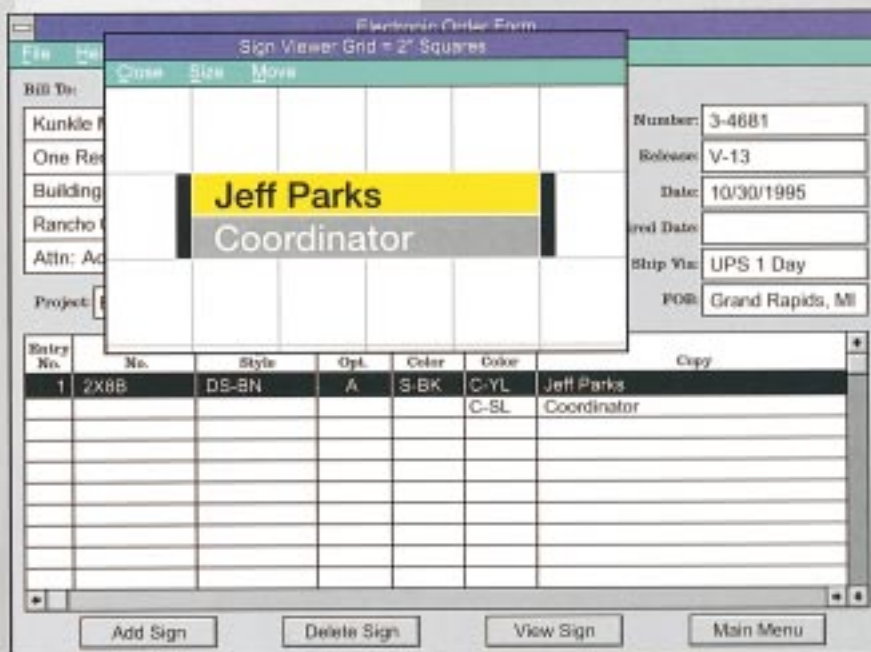 Electronic Order Form
File
Sign Viewer Grid = 2" Squares
Close Size Move
Bill To:
Kunkle
One
Building
Rancho
Attn:
Number: 3-4681
Release: V-13
Date: 10/30/1995
Date:
Ship Via: UPS 1 Day
FOB: Grand Rapids, MI
Jeff Parks
Coordinator
Project:
Entry No. No. Style Opt. Color Color Copy
1 2X8B DS-BN A S-BK C-YL Jeff Parks
C-SL Coordinator
Add Sign Delete Sign View Sign Main Menu